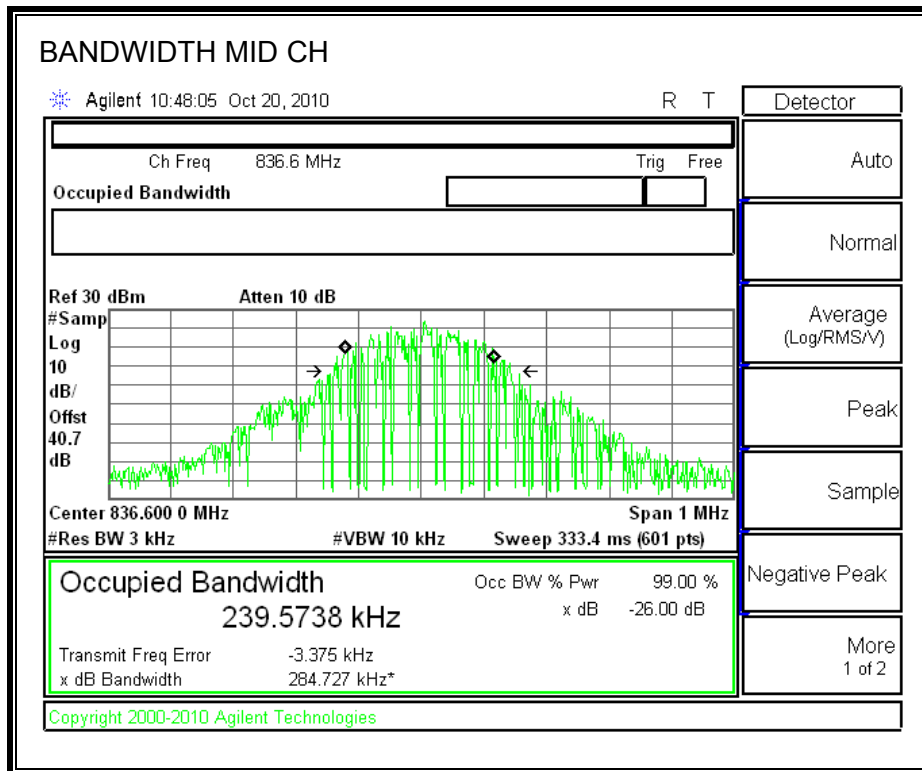 BANDWIDTH MID CH
Agilent 10:48:05 Oct 20, 2010 R T
Detector
Ch Freq 836.6 MHz Trig Free
Occupied Bandwidth
Auto
Normal
Average
(Log/RMS/V)
Peak
Sample
Negative Peak
More
1 of 2
Ref 30 dBm Atten 10 dB
#Samp
Log
10
dB/
Offst
40.7
dB
Center 836.600 0 MHz Span 1 MHz
#Res BW 3 kHz #VBW 10 kHz Sweep 333.4 ms (601 pts)
Occupied Bandwidth Occ BW % Pwr 99.00 %
239.5738 kHz x dB -26.00 dB
Transmit Freq Error -3.375 kHz
x dB Bandwidth 284.727 kHz*
Copyright 2000-2010 Agilent Technologies